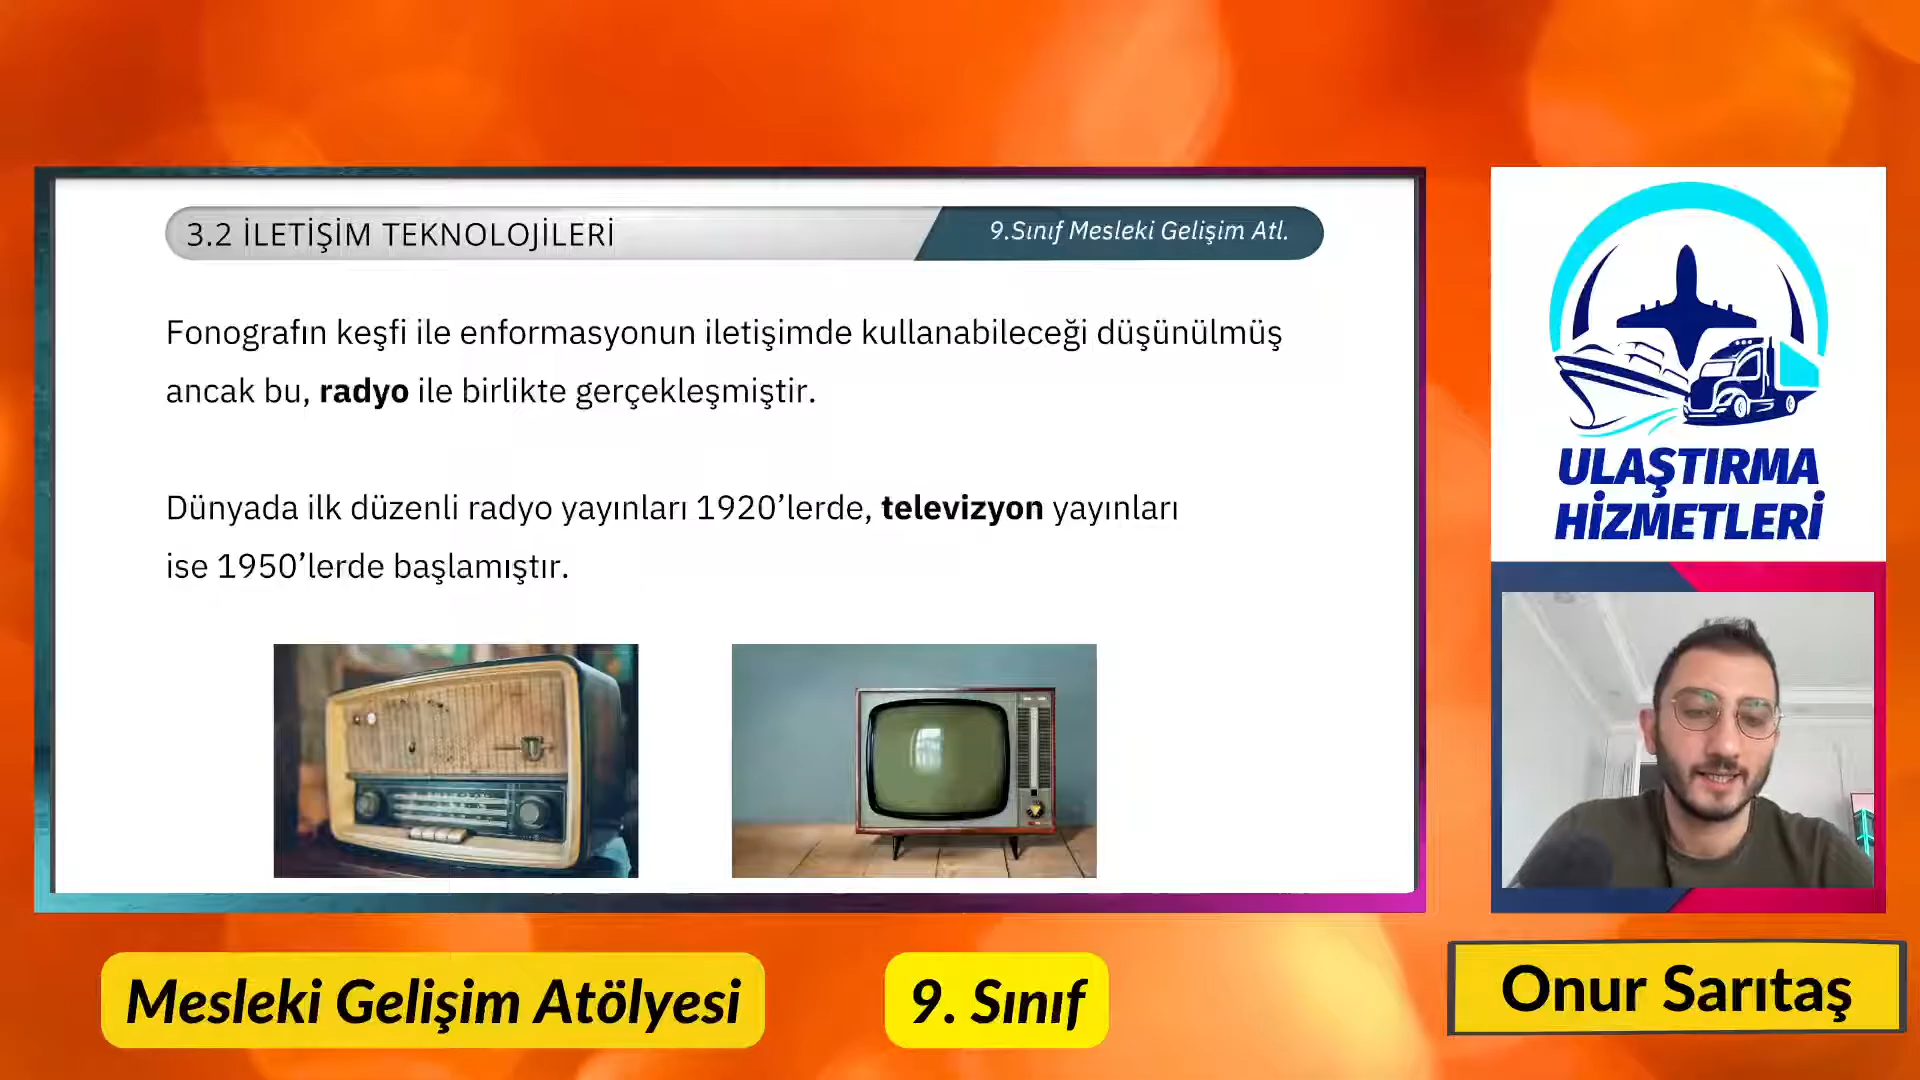 3.2 İLETİŞİM TEKNOLOJİLERİ
9.Sınıf Mesleki Gelişim Atl.
Fonografın keşfi ile enformasyonun iletişimde kullanabileceği düşünülmüş
ancak bu, radyo ile birlikte gerçekleşmiştir.
Dünyada ilk düzenli radyo yayınları 1920’lerde, televizyon yayınları
ise 1950’lerde başlamıştır.
ULAŞTIRMA
HİZMETLERİ
Mesleki Gelişim Atölyesi
9. Sınıf
Onur Sarıtaş